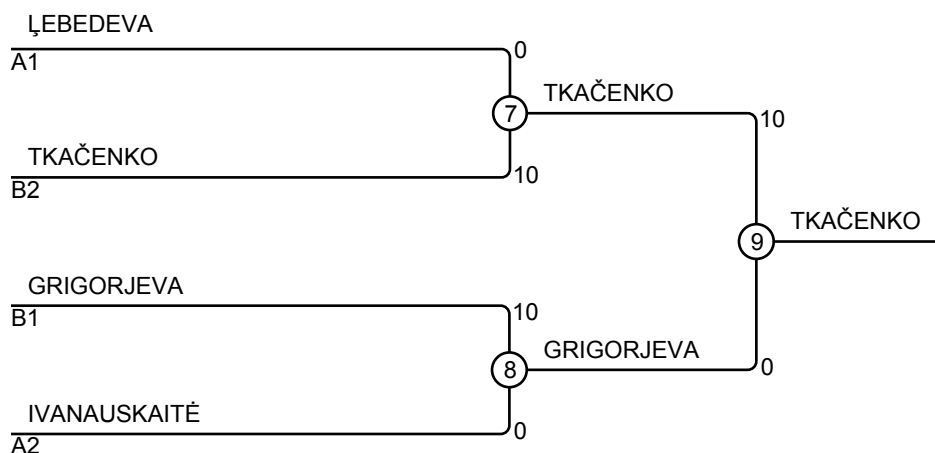 ĻEBEDEVA
A1
0
7
TKAČENKO
TKAČENKO
B2
10
10
9
TKAČENKO
GRIGORJEVA
B1
10
8
GRIGORJEVA
0
IVANAUSKAITĖ
A2
0